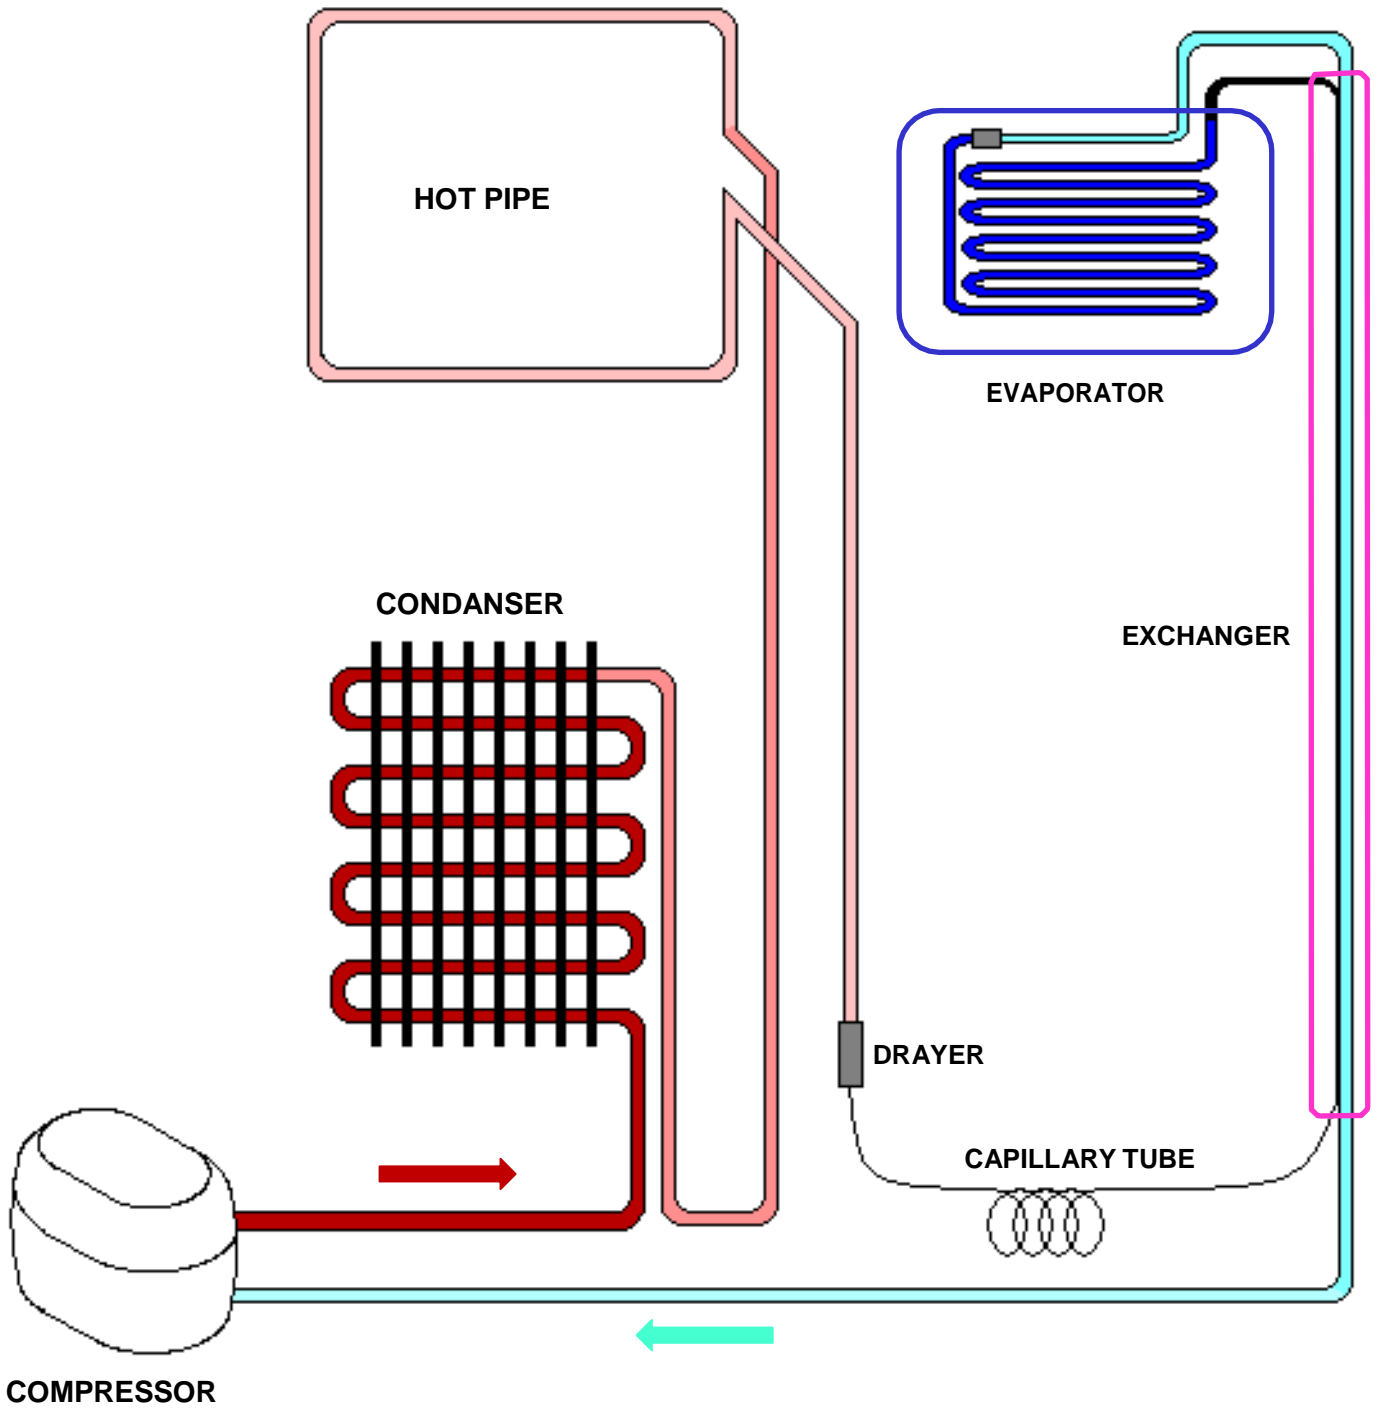 HOT PIPE
EVAPORATOR
CONDANSER
EXCHANGER
DRAYER
CAPILLARY TUBE
COMPRESSOR